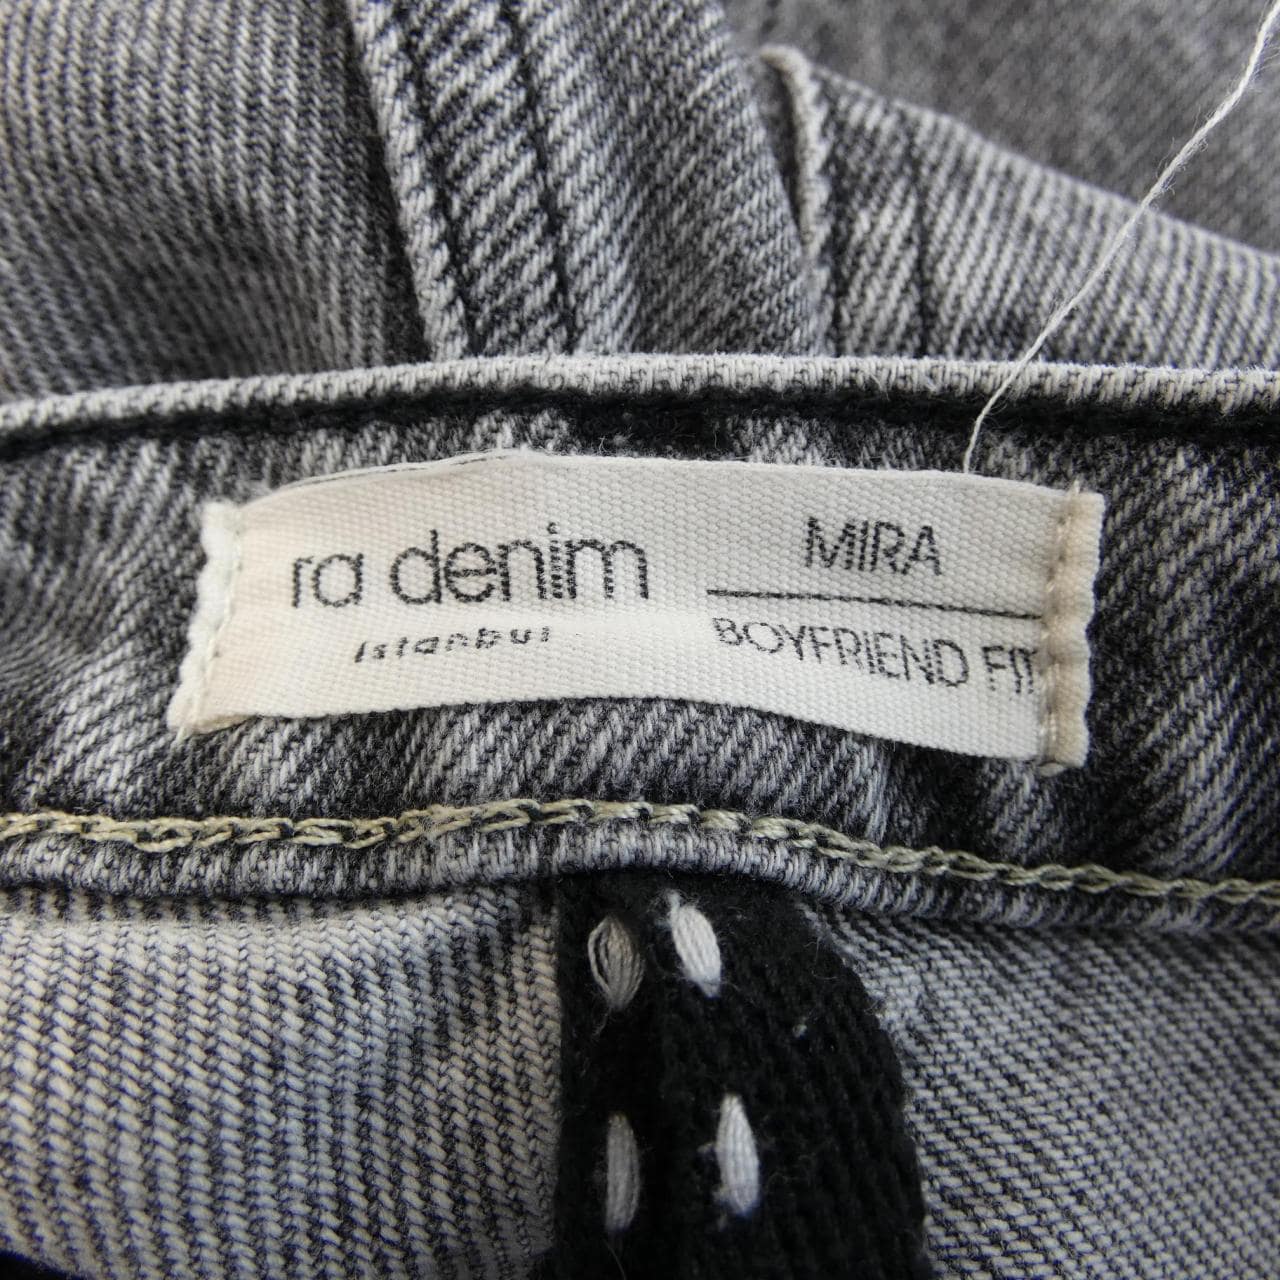 ra denim
istanbul
MIRA
BOYFRIEND FIT